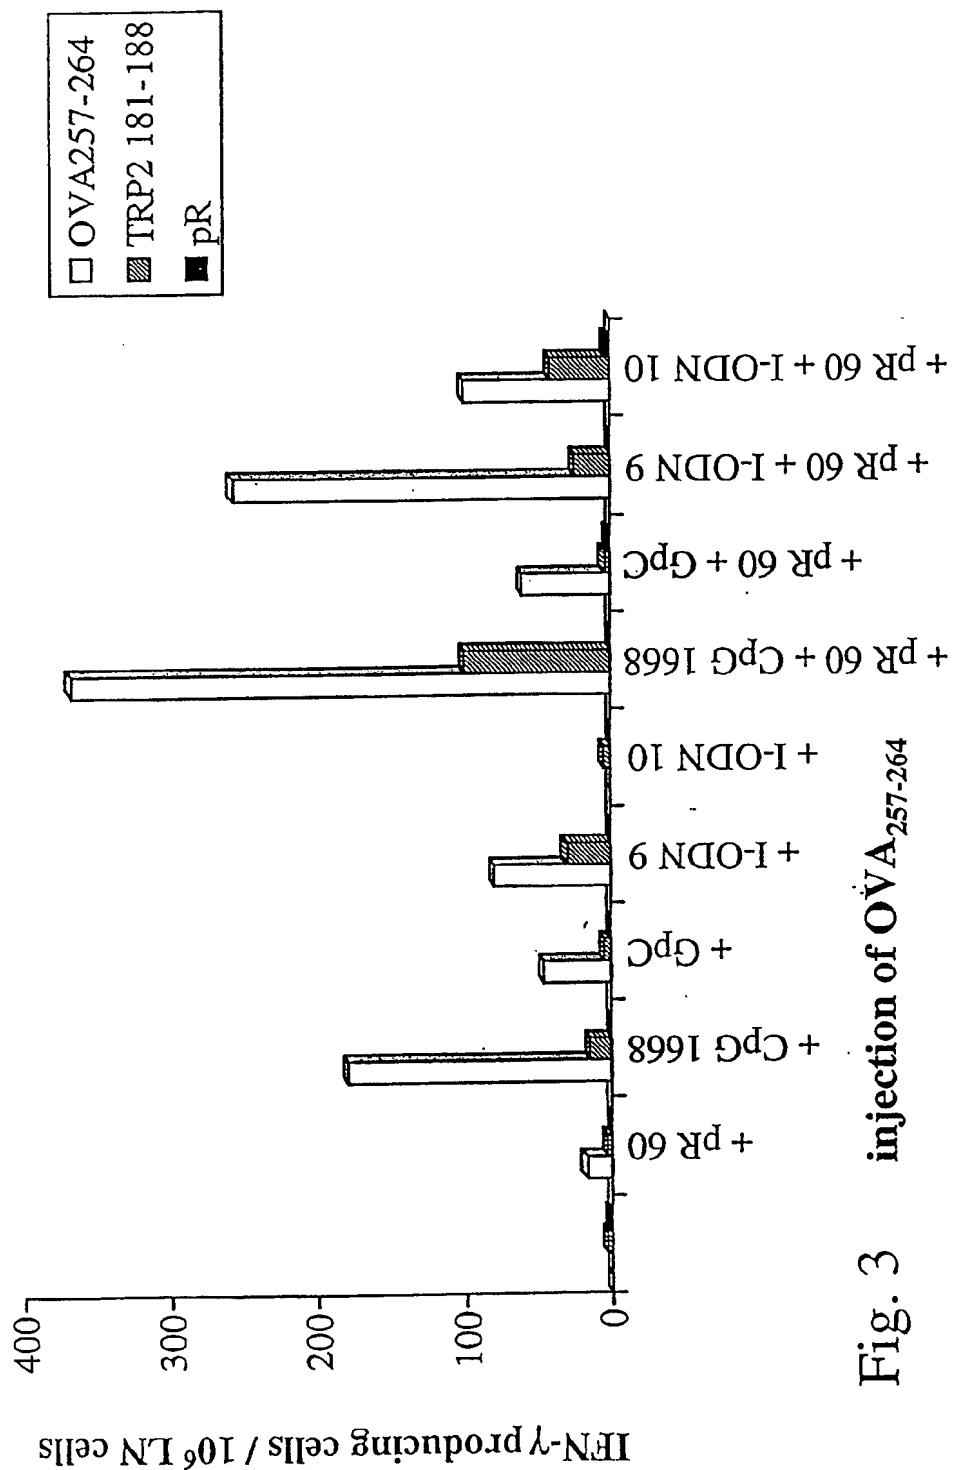 OVA257-264
TRP2 181-188
pR
IFN-γ producing cells / 10⁶ LN cells
400
300
200
100
0
+ pR 60
+ CpG 1668
+ GpC
+ I-ODN 9
+ I-ODN 10
+ pR 60 + CpG 1668
+ pR 60 + GpC
+ pR 60 + I-ODN 9
+ pR 60 + I-ODN 10
Fig. 3 injection of OVA₂₅₇₋₂₆₄